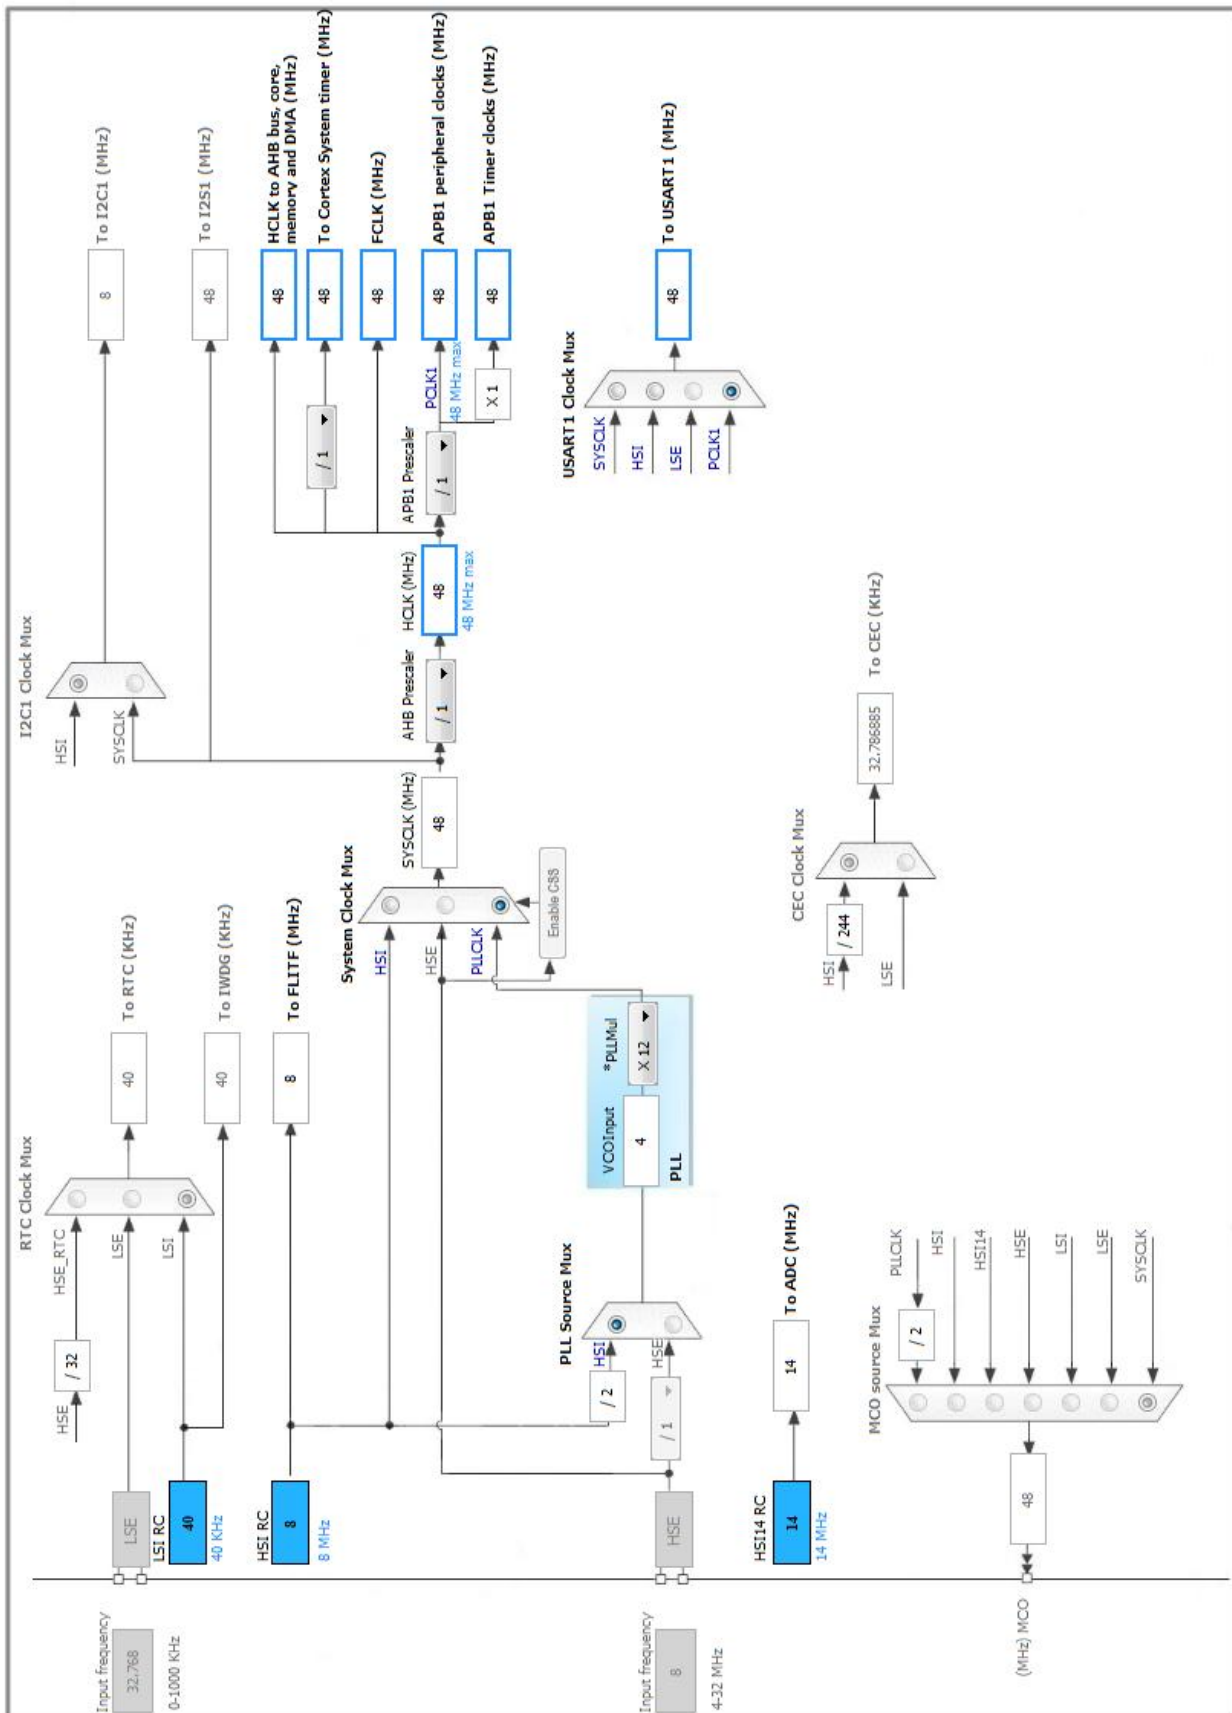 RTC Clock Mux
HSE
/ 32
HSE_RTC
LSE
LSI
40
To RTC (KHz)
40
To IWDG (KHz)
Input frequency
32.768
0-1000 KHz
LSE
LSI RC
40
40 KHz
HSI RC
8
8 MHz
8
To FLITF (MHz)
I2C1 Clock Mux
HSI
SYSCLK
8
To I2C1 (MHz)
48
To I2S1 (MHz)
System Clock Mux
HSI
HSE
PLLCLK
Enable CSS
SYSCLK (MHz)
48
AHB Prescaler
/ 1
HCLK (MHz)
48
48 MHz max
APB1 Prescaler
/ 1
PCLK1
48 MHz max
X 1
/ 1
48
HCLK to AHB bus, core,
memory and DMA (MHz)
48
To Cortex System timer (MHz)
48
FCLK (MHz)
48
APB1 peripheral clocks (MHz)
48
APB1 Timer clocks (MHz)
PLL Source Mux
/ 2
HSI
HSE
/ 1
VCOInput
4
*PLLMul
X 12
PLL
Input frequency
8
4-32 MHz
HSE
HSI14 RC
14
14 MHz
14
To ADC (MHz)
USART1 Clock Mux
SYSCLK
HSI
LSE
PCLK1
48
To USART1 (MHz)
CEC Clock Mux
HSI
/ 244
LSE
32.786885
To CEC (KHz)
MCO source Mux
/ 2
PLLCLK
HSI
HSI14
HSE
LSI
LSE
SYSCLK
48
(MHz) MCO